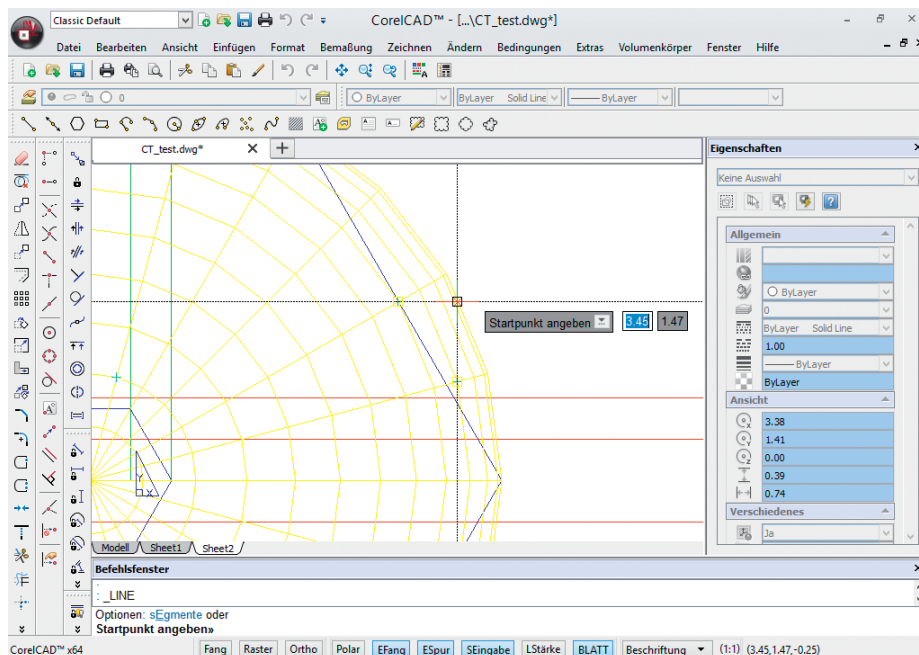 Classic Default
CorelCAD™ - [...\CT_test.dwg*]
Datei Bearbeiten Ansicht Einfügen Format Bemaßung Zeichnen Ändern Bedingungen Extras Volumenkörper Fenster Hilfe
0 ByLayer ByLayer Solid Line ByLayer
CT_test.dwg*
Eigenschaften
Keine Auswahl
Allgemein
ByLayer
0
ByLayer Solid Line
1.00
ByLayer
ByLayer
Ansicht
3.38
1.41
0.00
0.39
0.74
Verschiedenes
Ja
Startpunkt angeben 3.45 1.47
Y
X
Modell Sheet1 Sheet2
Befehlsfenster
:
: _LINE
Optionen: sEgmente oder
Startpunkt angeben»
CorelCAD™ x64 Fang Raster Ortho Polar EFang ESpur SEingabe LStärke BLATT Beschriftung (1:1) (3.45,1.47,-0.25)